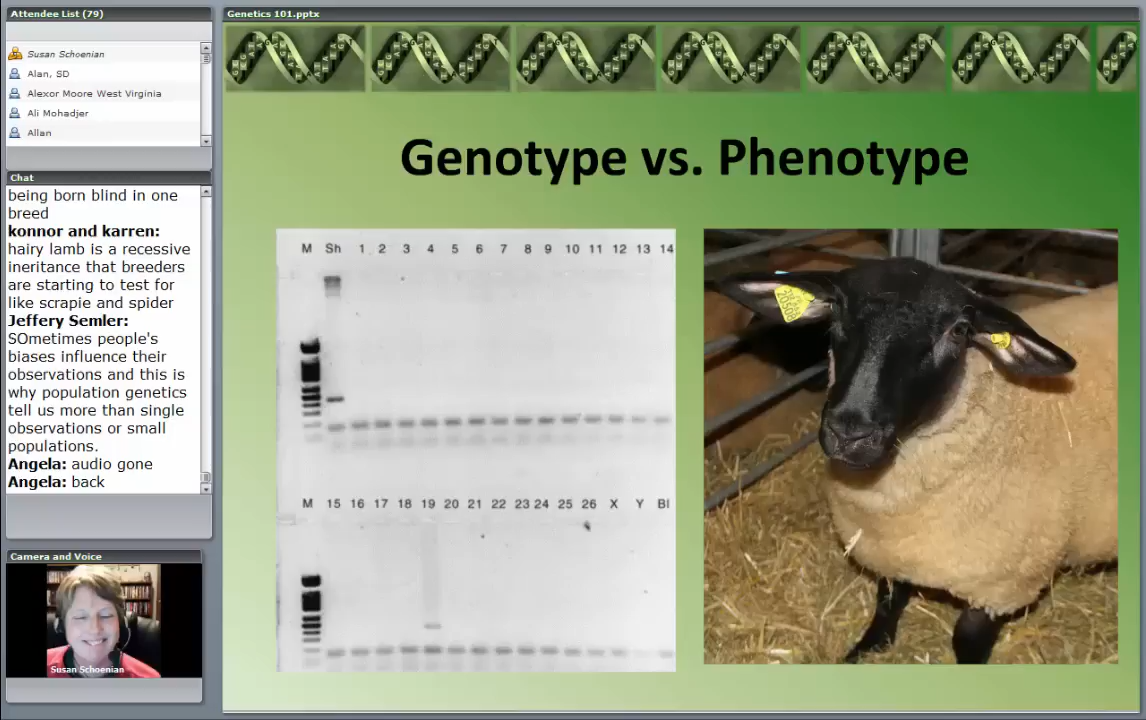 Attendee List (79)
Susan Schoenian
Alan, SD
Alexor Moore West Virginia
Ali Mohadjer
Allan
Chat
being born blind in one
breed
konnor and karren:
hairy lamb is a recessive
ineritance that breeders
are starting to test for
like scrapie and spider
Jeffery Semler:
SOmetimes people's
biases influence their
observations and this is
why population genetics
tell us more than single
observations or small
populations.
Angela: audio gone
Angela: back
Camera and Voice
Susan Schoenian
Genetics 101.pptx
Genotype vs. Phenotype
M Sh 1 2 3 4 5 6 7 8 9 10 11 12 13 14
M 15 16 17 18 19 20 21 22 23 24 25 26 X Y Bl
20508